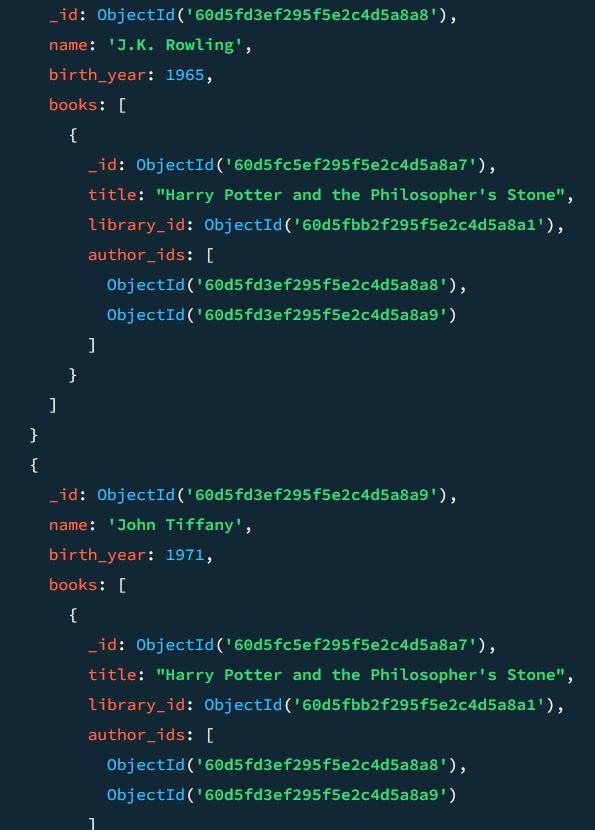 _id: ObjectId('60d5fd3ef295f5e2c4d5a8a8'),
name: 'J.K. Rowling',
birth_year: 1965,
books: [
{
_id: ObjectId('60d5fc5ef295f5e2c4d5a8a7'),
title: "Harry Potter and the Philosopher's Stone",
library_id: ObjectId('60d5fbb2f295f5e2c4d5a8a1'),
author_ids: [
ObjectId('60d5fd3ef295f5e2c4d5a8a8'),
ObjectId('60d5fd3ef295f5e2c4d5a8a9')
]
}
]
}
{
_id: ObjectId('60d5fd3ef295f5e2c4d5a8a9'),
name: 'John Tiffany',
birth_year: 1971,
books: [
{
_id: ObjectId('60d5fc5ef295f5e2c4d5a8a7'),
title: "Harry Potter and the Philosopher's Stone",
library_id: ObjectId('60d5fbb2f295f5e2c4d5a8a1'),
author_ids: [
ObjectId('60d5fd3ef295f5e2c4d5a8a8'),
ObjectId('60d5fd3ef295f5e2c4d5a8a9')
]